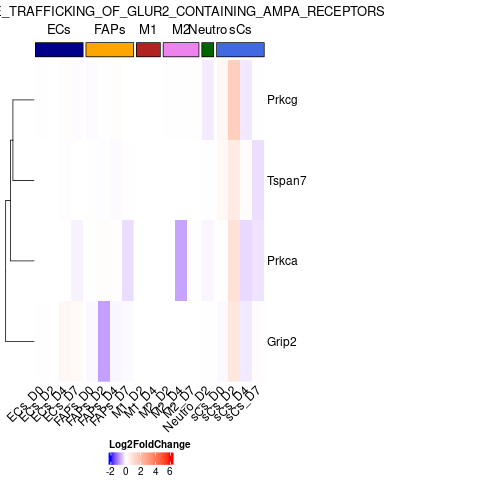 E_TRAFFICKING_OF_GLUR2_CONTAINING_AMPA_RECEPTORS
ECs FAPs M1 M2 Neutro sCs
Prkcg
Tspan7
Prkca
Grip2
ECs_D0 ECs_D2 ECs_D4 ECs_D7 FAPs_D0 FAPs_D2 FAPs_D4 FAPs_D7 M1_D2 M1_D4 M2_D2 M2_D4 M2_D7 Neutro_D2 sCs_D0 sCs_D2 sCs_D4 sCs_D7
Log2FoldChange
-2 0 2 4 6